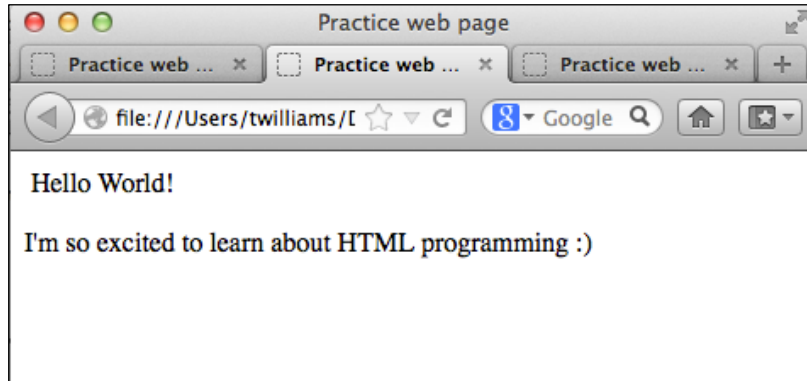 Practice web page
Practice web ... Practice web ... Practice web ...
file:///Users/twilliams/D Google
Hello World!
I'm so excited to learn about HTML programming :)